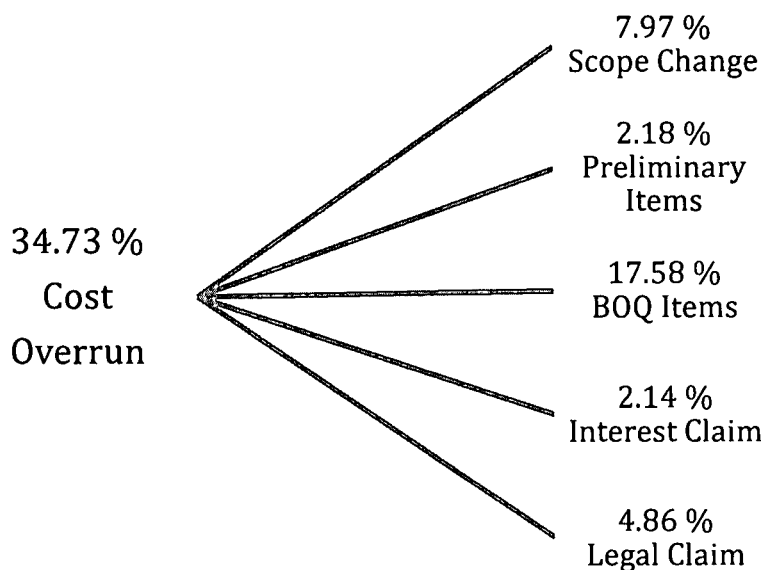 34.73 %
Cost
Overrun
7.97 %
Scope Change
2.18 %
Preliminary
Items
17.58 %
BOQ Items
2.14 %
Interest Claim
4.86 %
Legal Claim